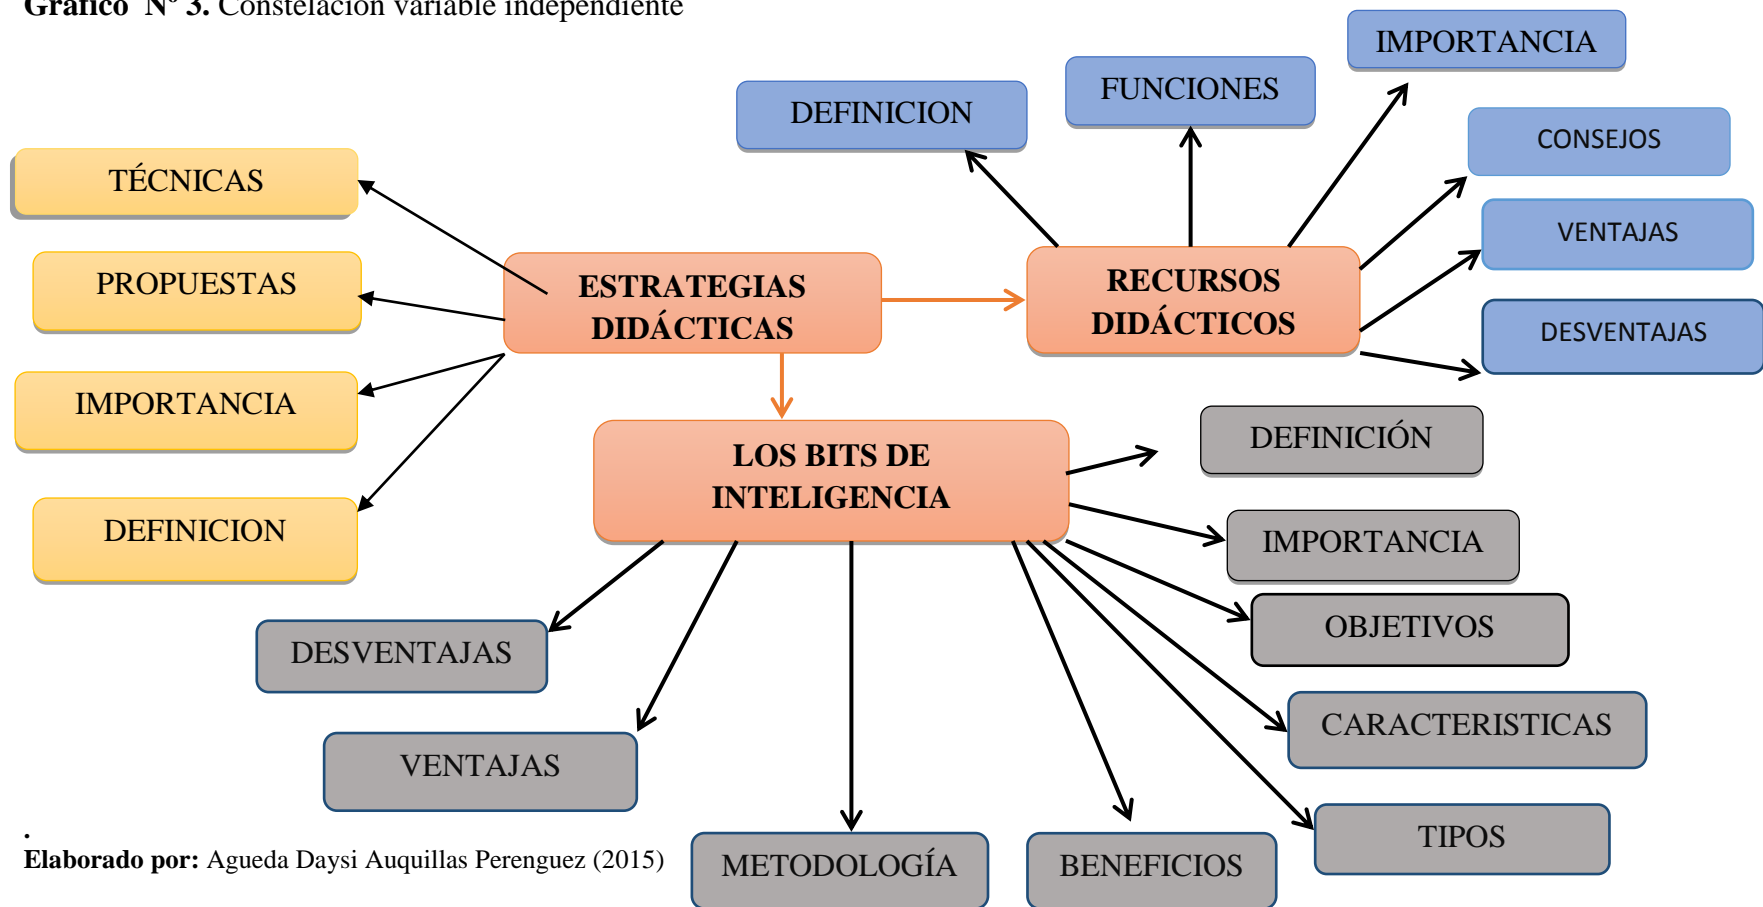 Gráfico Nº 3. Constelación variable independiente
IMPORTANCIA
FUNCIONES
DEFINICION
CONSEJOS
TÉCNICAS
VENTAJAS
PROPUESTAS
ESTRATEGIAS
DIDÁCTICAS
RECURSOS
DIDÁCTICOS
DESVENTAJAS
IMPORTANCIA
DEFINICION
LOS BITS DE
INTELIGENCIA
DEFINICIÓN
IMPORTANCIA
OBJETIVOS
DESVENTAJAS
CARACTERISTICAS
VENTAJAS
TIPOS
METODOLOGÍA
BENEFICIOS
.
Elaborado por: Agueda Daysi Auquillas Perenguez (2015)